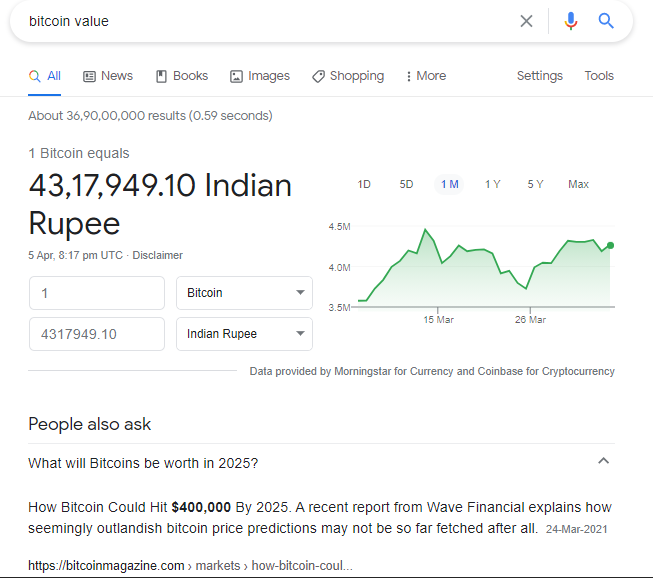 bitcoin value
All News Books Images Shopping More Settings Tools
About 36,90,00,000 results (0.59 seconds)
1 Bitcoin equals
43,17,949.10 Indian
Rupee
5 Apr, 8:17 pm UTC · Disclaimer
1 Bitcoin
4317949.10 Indian Rupee
1D 5D 1 M 1 Y 5 Y Max
4.5M
4.0M
3.5M
15 Mar 26 Mar
Data provided by Morningstar for Currency and Coinbase for Cryptocurrency
People also ask
What will Bitcoins be worth in 2025?
How Bitcoin Could Hit $400,000 By 2025. A recent report from Wave Financial explains how
seemingly outlandish bitcoin price predictions may not be so far fetched after all. 24-Mar-2021
https://bitcoinmagazine.com › markets › how-bitcoin-coul...